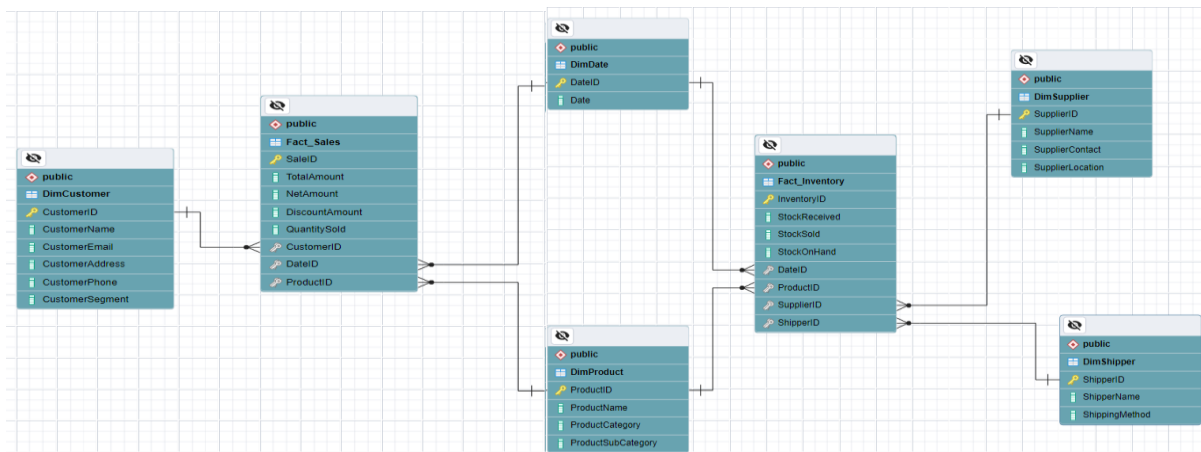 public
DimCustomer
CustomerID
CustomerName
CustomerEmail
CustomerAddress
CustomerPhone
CustomerSegment
public
Fact_Sales
SaleID
TotalAmount
NetAmount
DiscountAmount
QuantitySold
CustomerID
DateID
ProductID
public
DimDate
DateID
Date
public
DimProduct
ProductID
ProductName
ProductCategory
ProductSubCategory
public
Fact_Inventory
InventoryID
StockReceived
StockSold
StockOnHand
DateID
ProductID
SupplierID
ShipperID
public
DimSupplier
SupplierID
SupplierName
SupplierContact
SupplierLocation
public
DimShipper
ShipperID
ShipperName
ShippingMethod